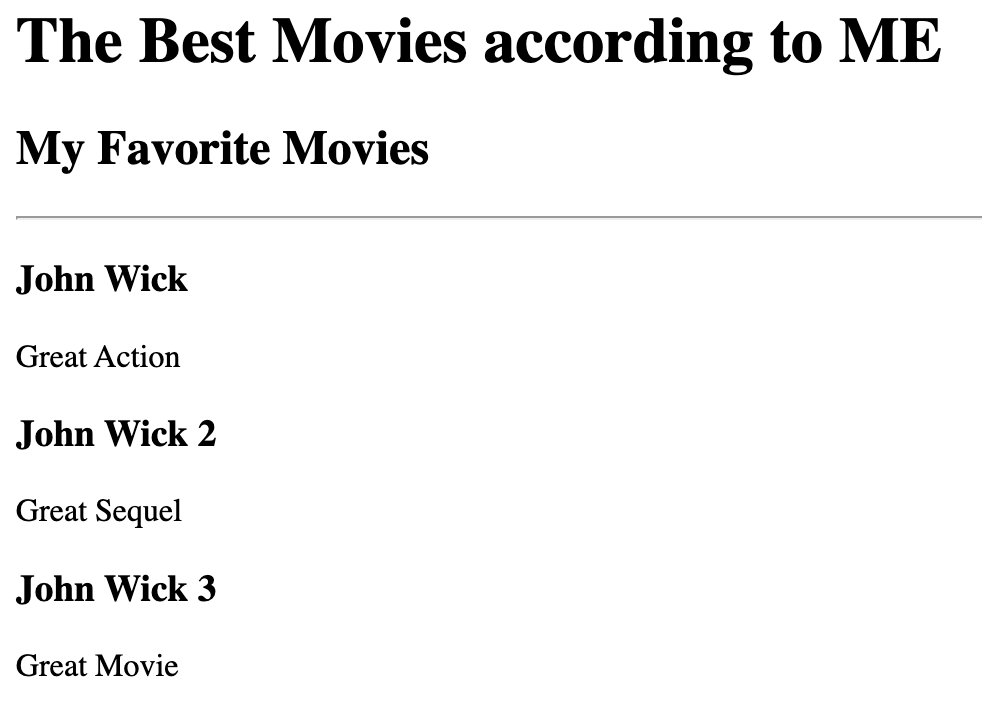 The Best Movies according to ME
My Favorite Movies
John Wick
Great Action
John Wick 2
Great Sequel
John Wick 3
Great Movie